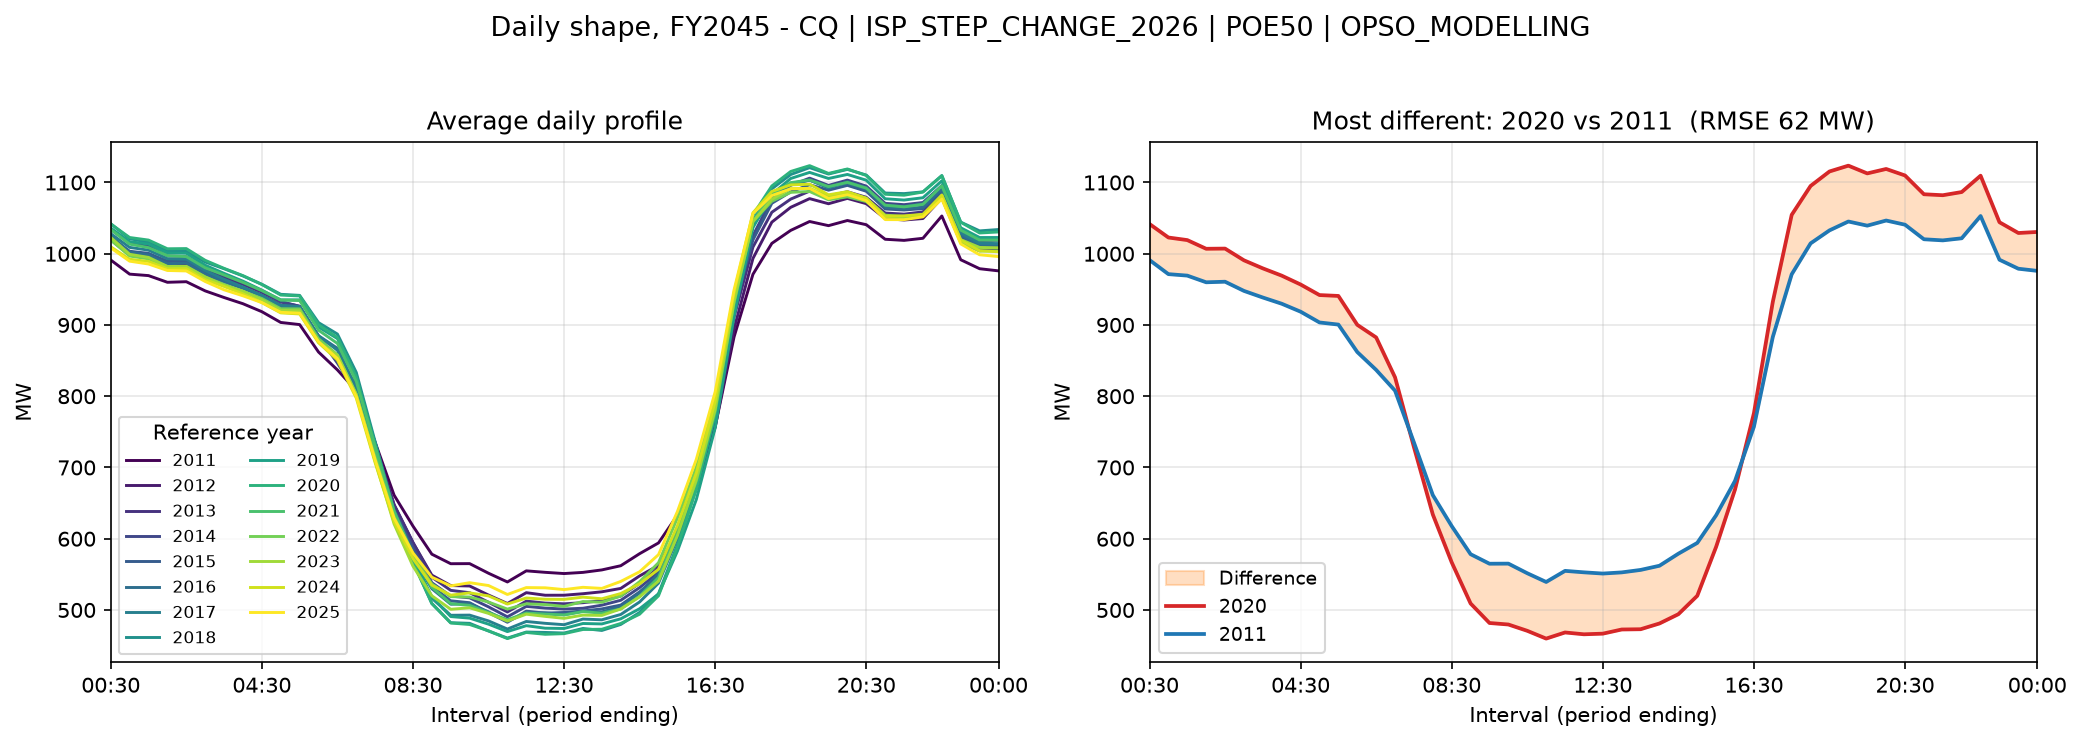 Daily shape, FY2045 - CQ | ISP_STEP_CHANGE_2026 | POE50 | OPSO_MODELLING
Average daily profile
MW
1100
1000
900
800
700
600
500
Reference year
2011
2012
2013
2014
2015
2016
2017
2018
2019
2020
2021
2022
2023
2024
2025
00:30 04:30 08:30 12:30 16:30 20:30 00:00
Interval (period ending)
Most different: 2020 vs 2011 (RMSE 62 MW)
MW
1100
1000
900
800
700
600
500
Difference
2020
2011
00:30 04:30 08:30 12:30 16:30 20:30 00:00
Interval (period ending)